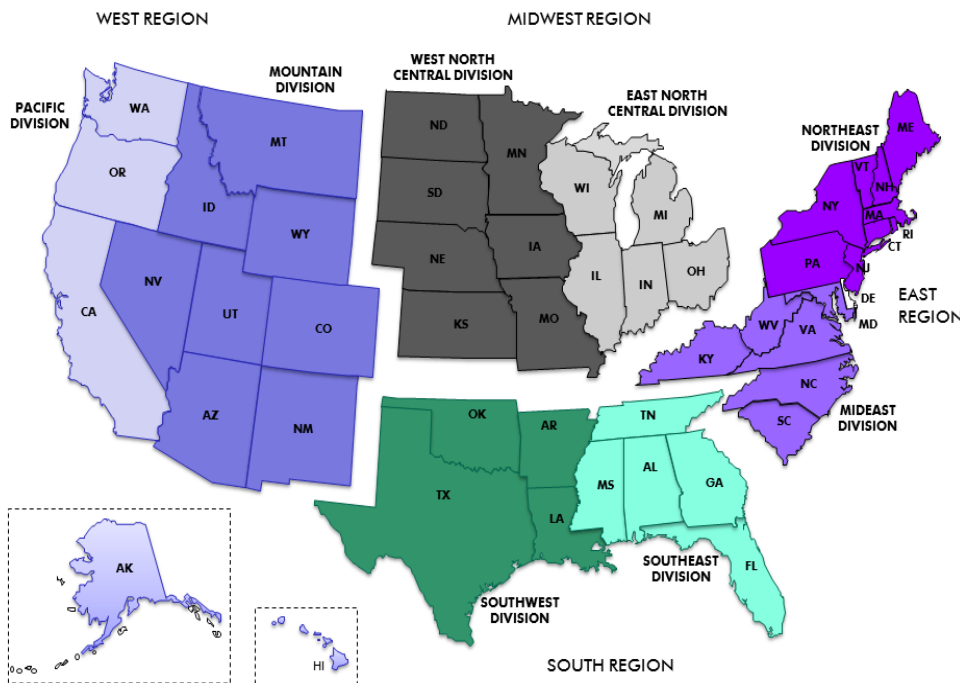 WEST REGION
MIDWEST REGION
WEST NORTH
CENTRAL DIVISION
MOUNTAIN
DIVISION
EAST NORTH
CENTRAL DIVISION
PACIFIC
DIVISION
NORTHEAST
DIVISION
WA
OR
CA
ID
MT
WY
NV
UT
CO
AZ
NM
ND
SD
NE
KS
MN
IA
MO
WI
MI
IL
IN
OH
ME
VT
NH
NY
MA
RI
CT
PA
NJ
DE
MD
EAST
REGION
WV
VA
KY
NC
SC
MIDEAST
DIVISION
OK
AR
TX
LA
TN
MS
AL
GA
FL
SOUTHEAST
DIVISION
SOUTHWEST
DIVISION
AK
HI
SOUTH REGION